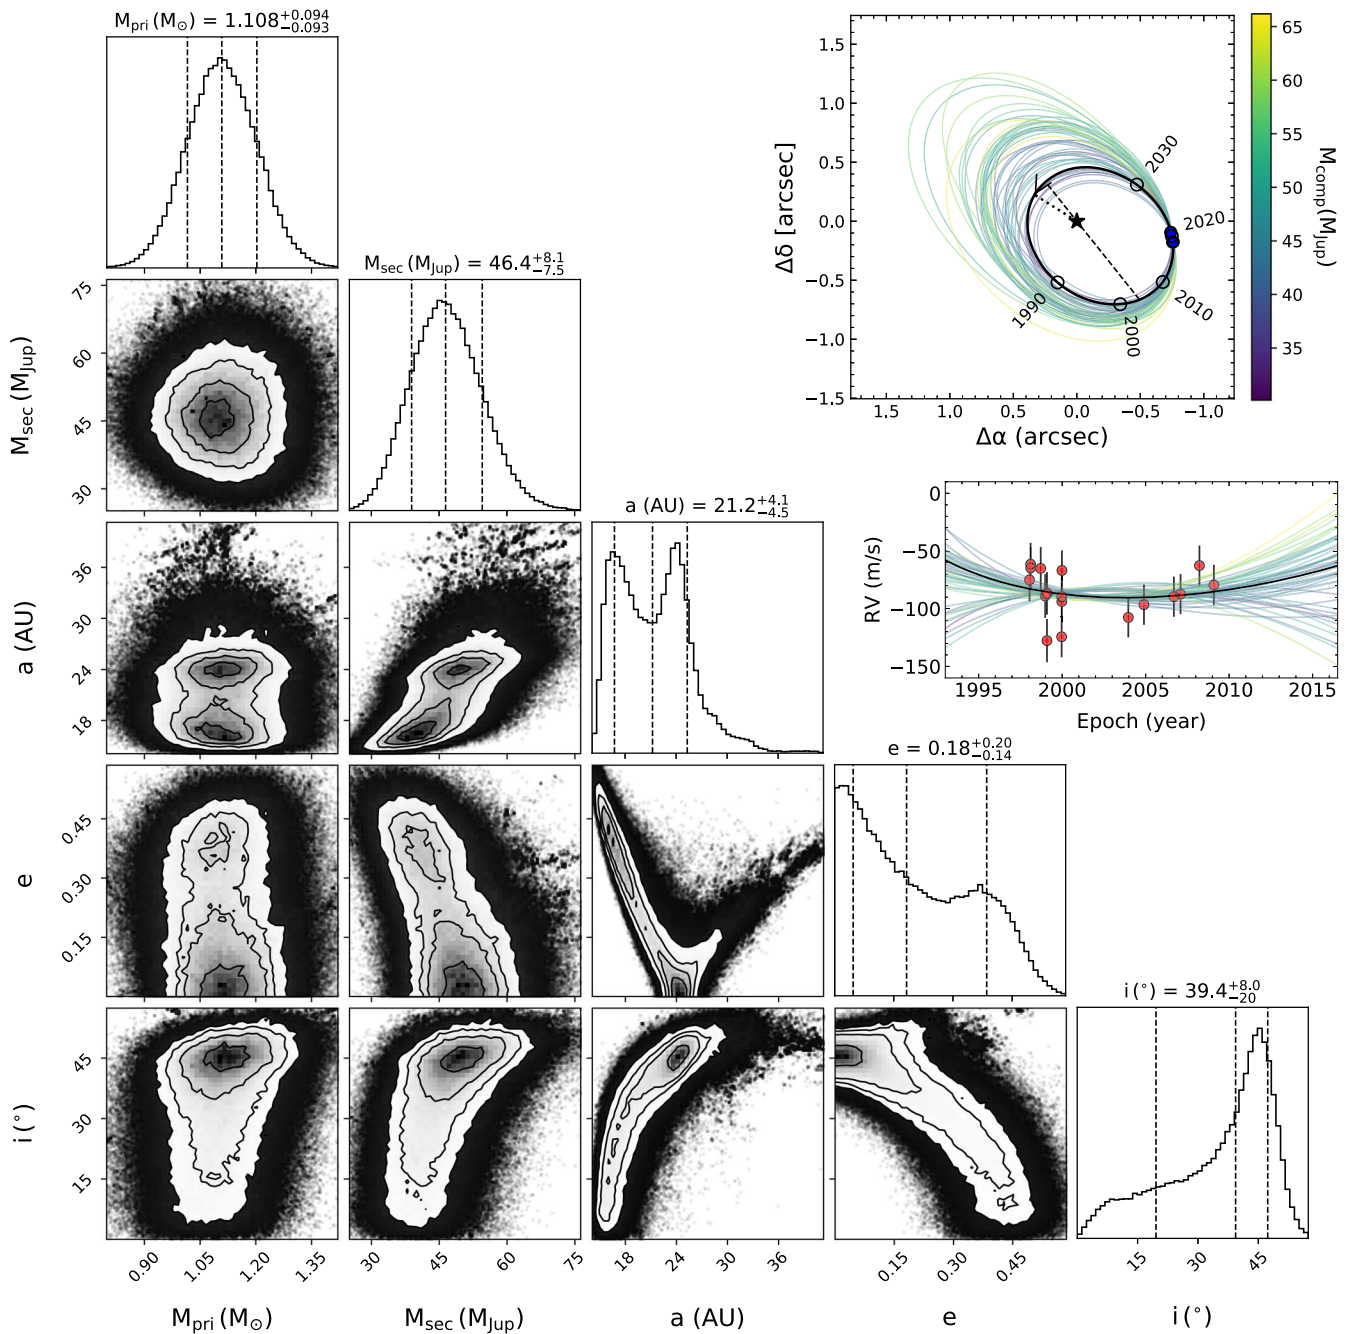 M_pri (M_⊙) = 1.108^{+0.094}_{−0.093}
M_sec (M_Jup) = 46.4^{+8.1}_{−7.5}
a (AU) = 21.2^{+4.1}_{−4.5}
e = 0.18^{+0.20}_{−0.14}
i (°) = 39.4^{+8.0}_{−20}
M_sec (M_Jup)
75
60
45
30
a (AU)
36
30
24
18
e
0.45
0.30
0.15
i (°)
45
30
15
0.90 1.05 1.20 1.35
M_pri (M_⊙)
30 45 60 75
M_sec (M_Jup)
18 24 30 36
a (AU)
0.15 0.30 0.45
e
15 30 45
i (°)
Δδ [arcsec]
1.5
1.0
0.5
0.0
−0.5
−1.0
−1.5
1.5 1.0 0.5 0.0 −0.5 −1.0
Δα (arcsec)
2030
2020
2010
2000
1990
65
60
55
50
45
40
35
M_comp (M_Jup)
RV (m/s)
0
−50
−100
−150
1995 2000 2005 2010 2015
Epoch (year)